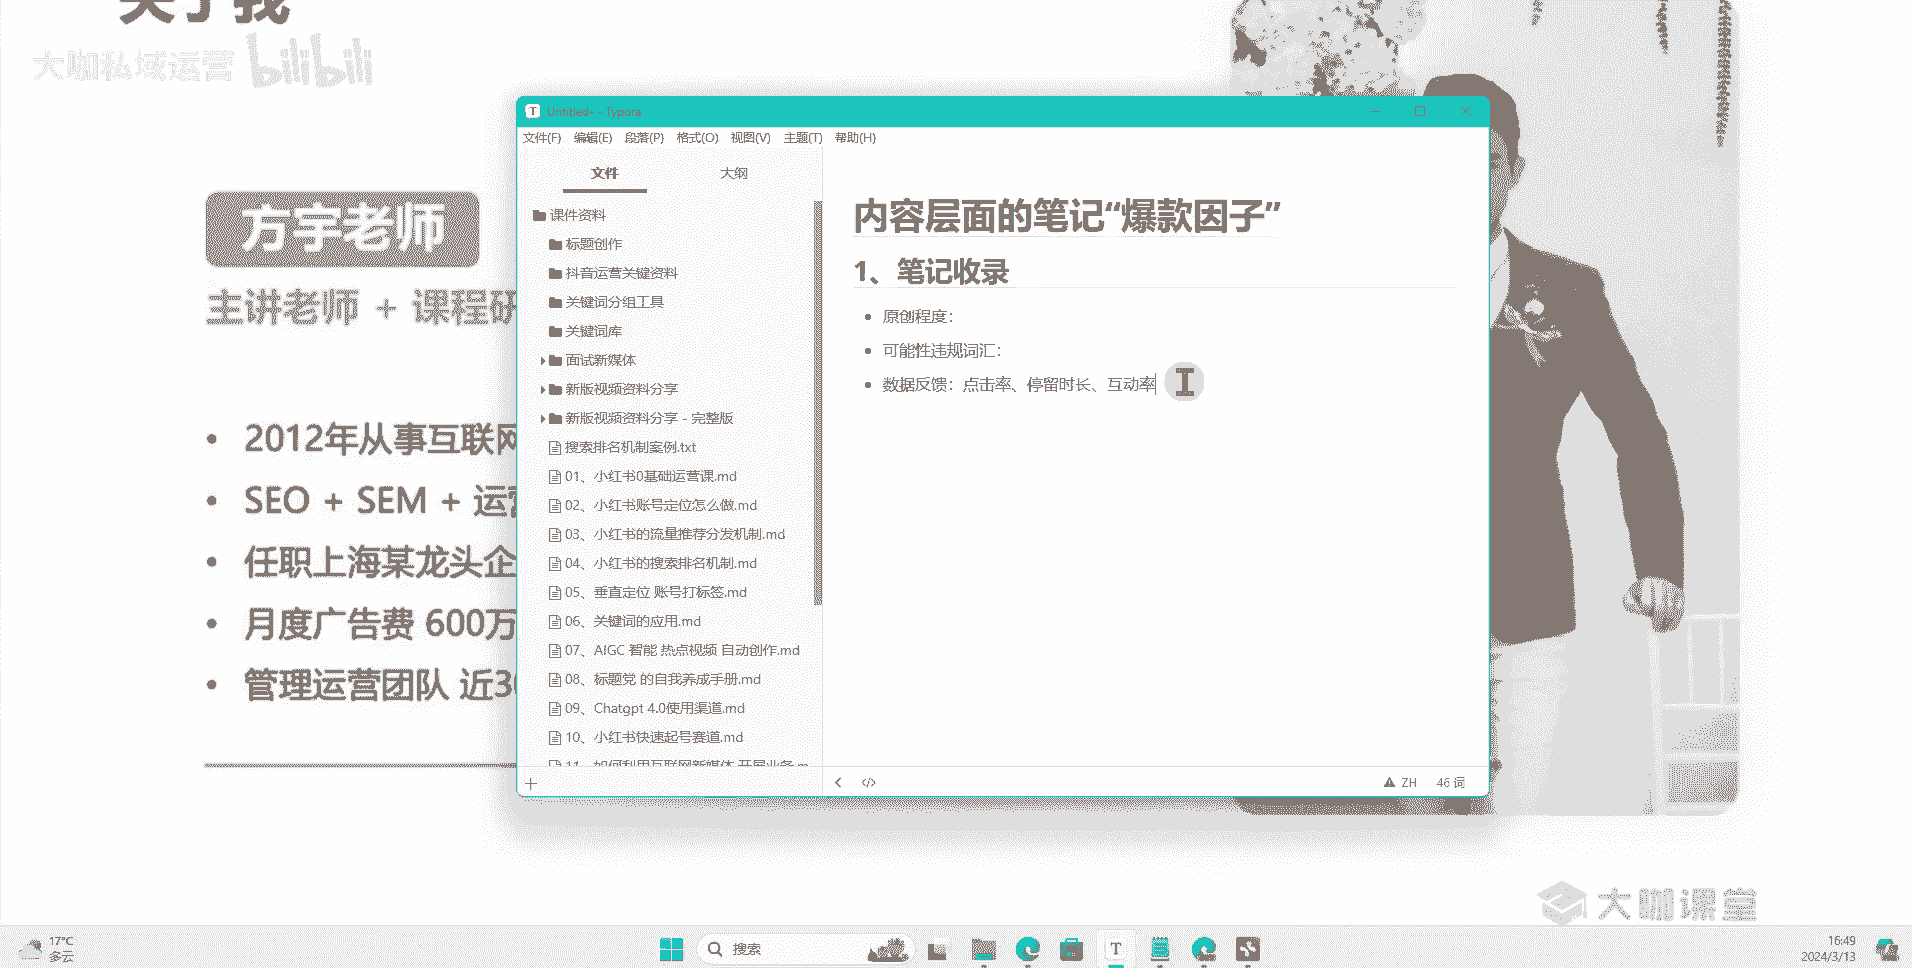 关于我
大咖私域运营 bilibili
方宇老师
主讲老师 + 课程研
2012年从事互联网
SEO + SEM + 运营
任职上海某龙头企
月度广告费 600万
管理运营团队 近30
T Untitled• - Typora
文件(F) 编辑(E) 段落(P) 格式(O) 视图(V) 主题(T) 帮助(H)
文件 大纲
课件资料
标题创作
抖音运营关键资料
关键词分组工具
关键词库
面试新媒体
新版视频资料分享
新版视频资料分享 - 完整版
搜索排名机制案例.txt
01、小红书0基础运营课.md
02、小红书账号定位怎么做.md
03、小红书的流量推荐分发机制.md
04、小红书的搜索排名机制.md
05、垂直定位 账号打标签.md
06、关键词的应用.md
07、AIGC 智能 热点视频 自动创作.md
08、标题党 的自我养成手册.md
09、Chatgpt 4.0使用渠道.md
10、小红书快速起号赛道.md
11、如何利用互联网新媒体 开展业务.m
内容层面的笔记“爆款因子”
1、笔记收录
原创程度：
可能性违规词汇：
数据反馈：点击率、停留时长、互动率
ZH 46 词
大咖课堂
17°C
多云
搜索
16:49
2024/3/13